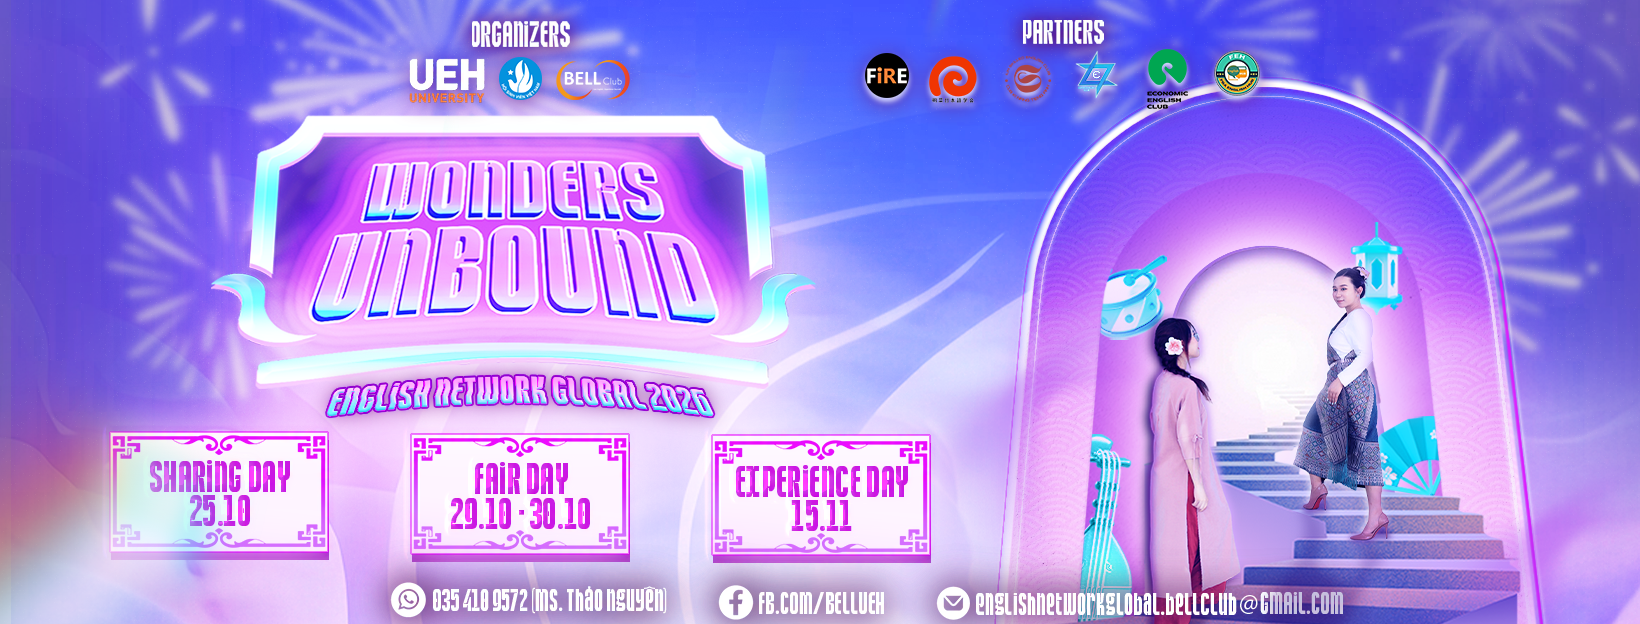 ORGANIZERS
UEH
UNIVERSITY
BELL Club
PARTNERS
FiRE
ECONOMIC
ENGLISH
CLUB
FEH
WONDERS
UNBOUND
ENGLISH NETWORK GLOBAL 2026
SHARING DAY
25.10
FAIR DAY
29.10 - 30.10
EXPERIENCE DAY
15.11
035 410 9572 (MS. THẢO NGUYÊN)
FB.COM/BELLUEH
ENGLISHNETWORKGLOBAL.BELLCLUB@GMAIL.COM